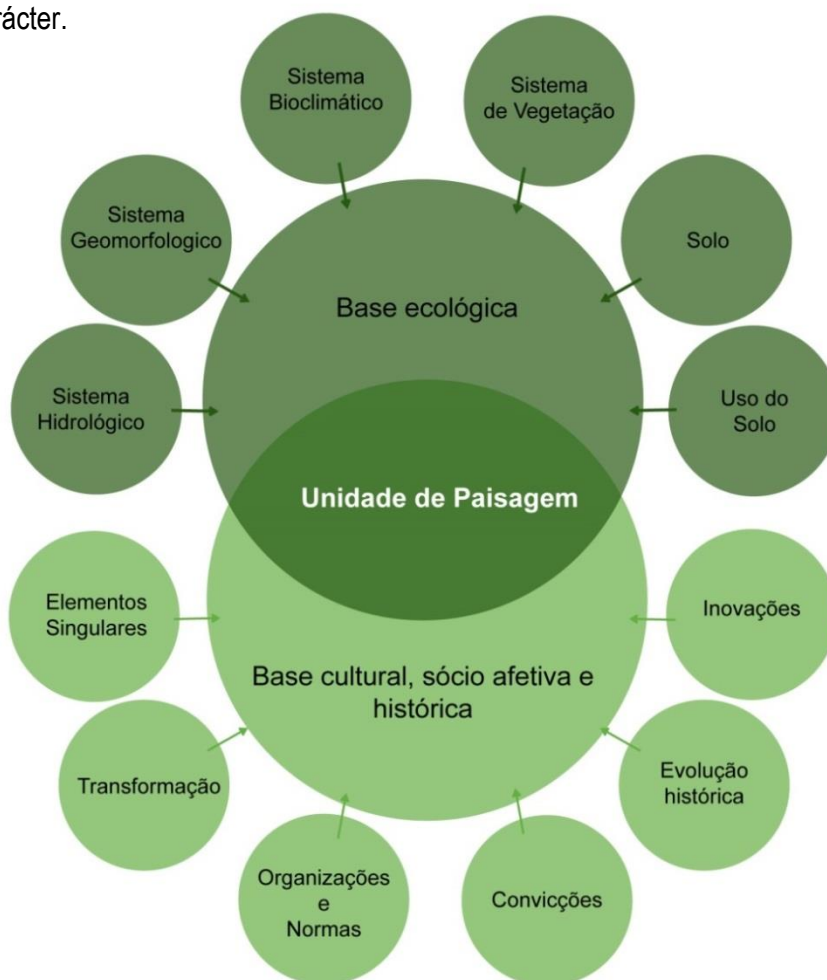 rácter.
Sistema
Bioclimático
Sistema
de Vegetação
Sistema
Geomorfologico
Solo
Base ecológica
Sistema
Hidrológico
Uso do
Solo
Unidade de Paisagem
Elementos
Singulares
Inovações
Base cultural, sócio afetiva e
histórica
Transformação
Evolução
histórica
Organizações
e
Normas
Convicções